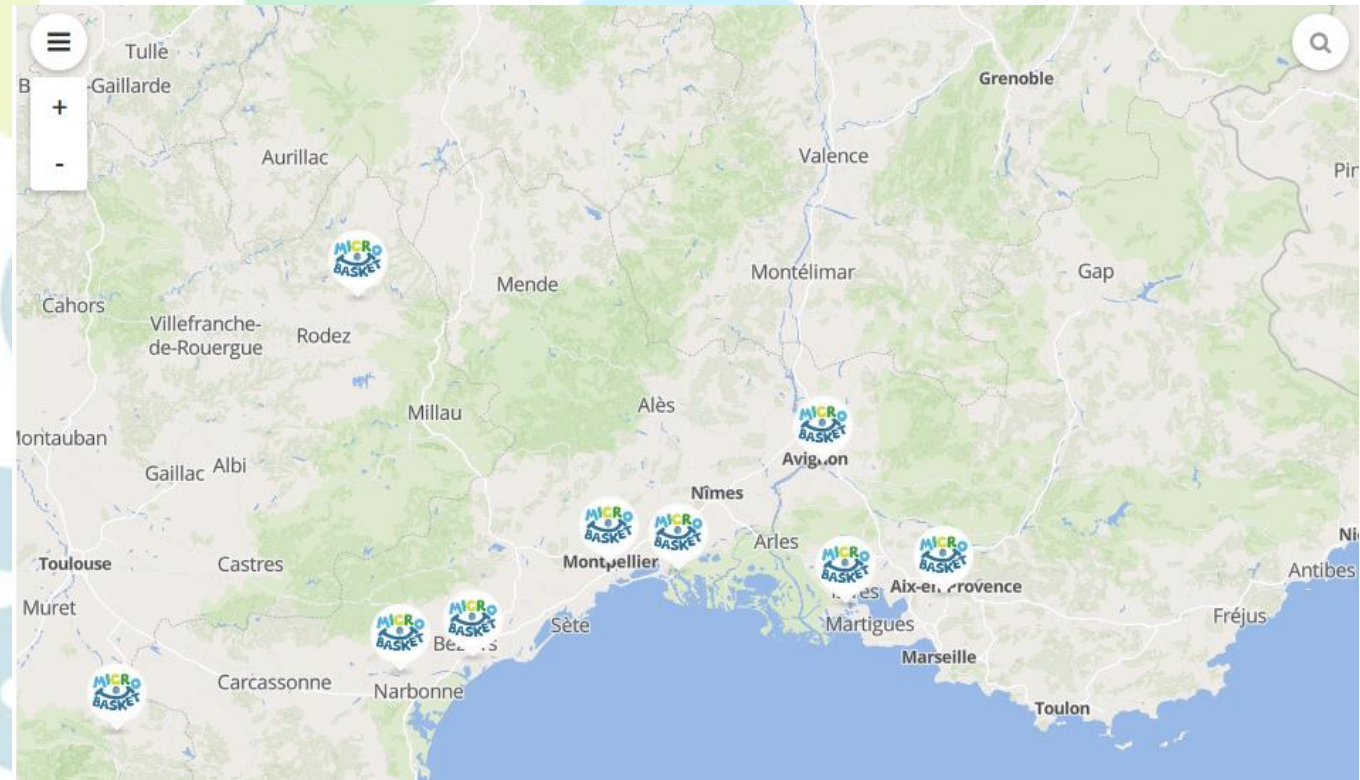 Tulle
Gaillarde
+
-
Grenoble
Aurillac
Valence
MICRO
BASKET
Mende
Montélimar
Gap
Cahors
Villefranche-
de-Rouergue
Rodez
Millau
Alès
MICRO
BASKET
Avignon
Gaillac
Albi
Nîmes
MICRO
BASKET
MICRO
BASKET
Arles
MICRO
BASKET
MICRO
BASKET
Toulouse
Castres
Montpellier
Aix-en-Provence
Antibes
Muret
MICRO
BASKET
MICRO
BASKET
Béziers
Sète
Martigues
Fréjus
Marseille
MICRO
BASKET
Carcassonne
Narbonne
Toulon